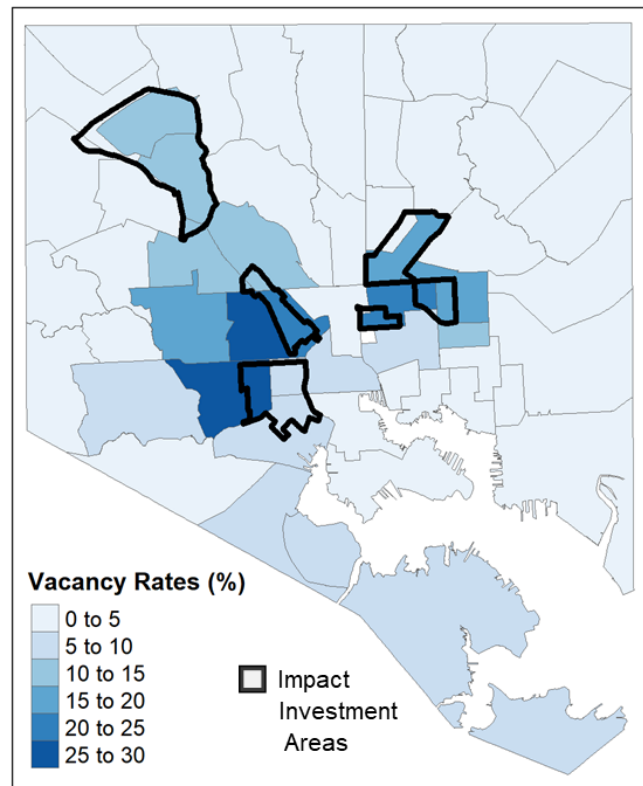 Vacancy Rates (%)
0 to 5
5 to 10
10 to 15
15 to 20
20 to 25
25 to 30
Impact
Investment
Areas